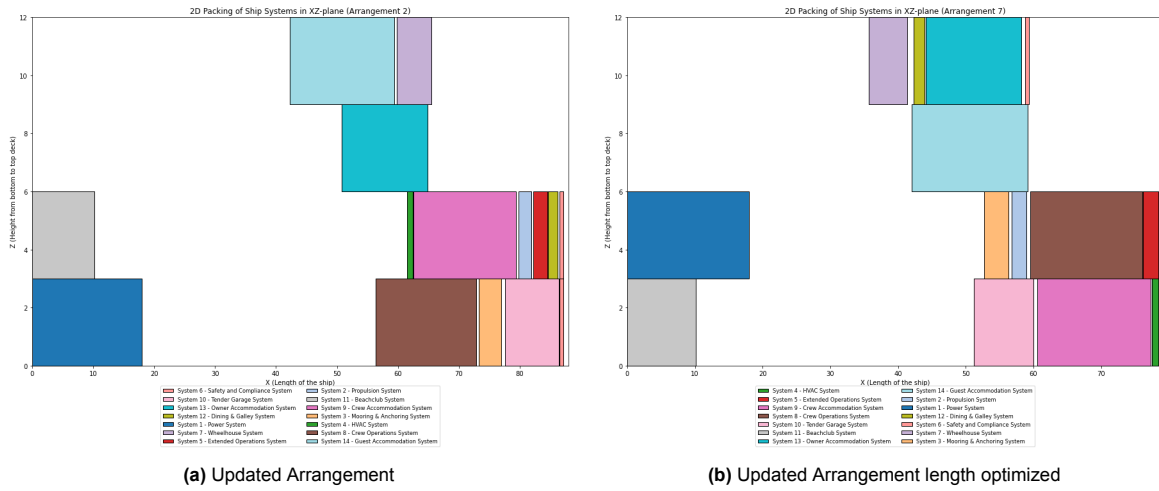 2D Packing of Ship Systems in XZ-plane (Arrangement 2)
12
10
8
6
4
2
0
Z (Height from bottom to top deck)
0 10 20 30 40 50 60 70 80
X (Length of the ship)
System 6 - Safety and Compliance System
System 10 - Tender Garage System
System 13 - Owner Accommodation System
System 12 - Dining & Galley System
System 1 - Power System
System 7 - Wheelhouse System
System 5 - Extended Operations System
System 2 - Propulsion System
System 11 - Beachclub System
System 9 - Crew Accommodation System
System 3 - Mooring & Anchoring System
System 4 - HVAC System
System 8 - Crew Operations System
System 14 - Guest Accommodation System
(a) Updated Arrangement
2D Packing of Ship Systems in XZ-plane (Arrangement 7)
12
10
8
6
4
2
0
Z (Height from bottom to top deck)
0 10 20 30 40 50 60 70
X (Length of the ship)
System 4 - HVAC System
System 5 - Extended Operations System
System 9 - Crew Accommodation System
System 8 - Crew Operations System
System 10 - Tender Garage System
System 11 - Beachclub System
System 13 - Owner Accommodation System
System 14 - Guest Accommodation System
System 2 - Propulsion System
System 1 - Power System
System 12 - Dining & Galley System
System 6 - Safety and Compliance System
System 7 - Wheelhouse System
System 3 - Mooring & Anchoring System
(b) Updated Arrangement length optimized